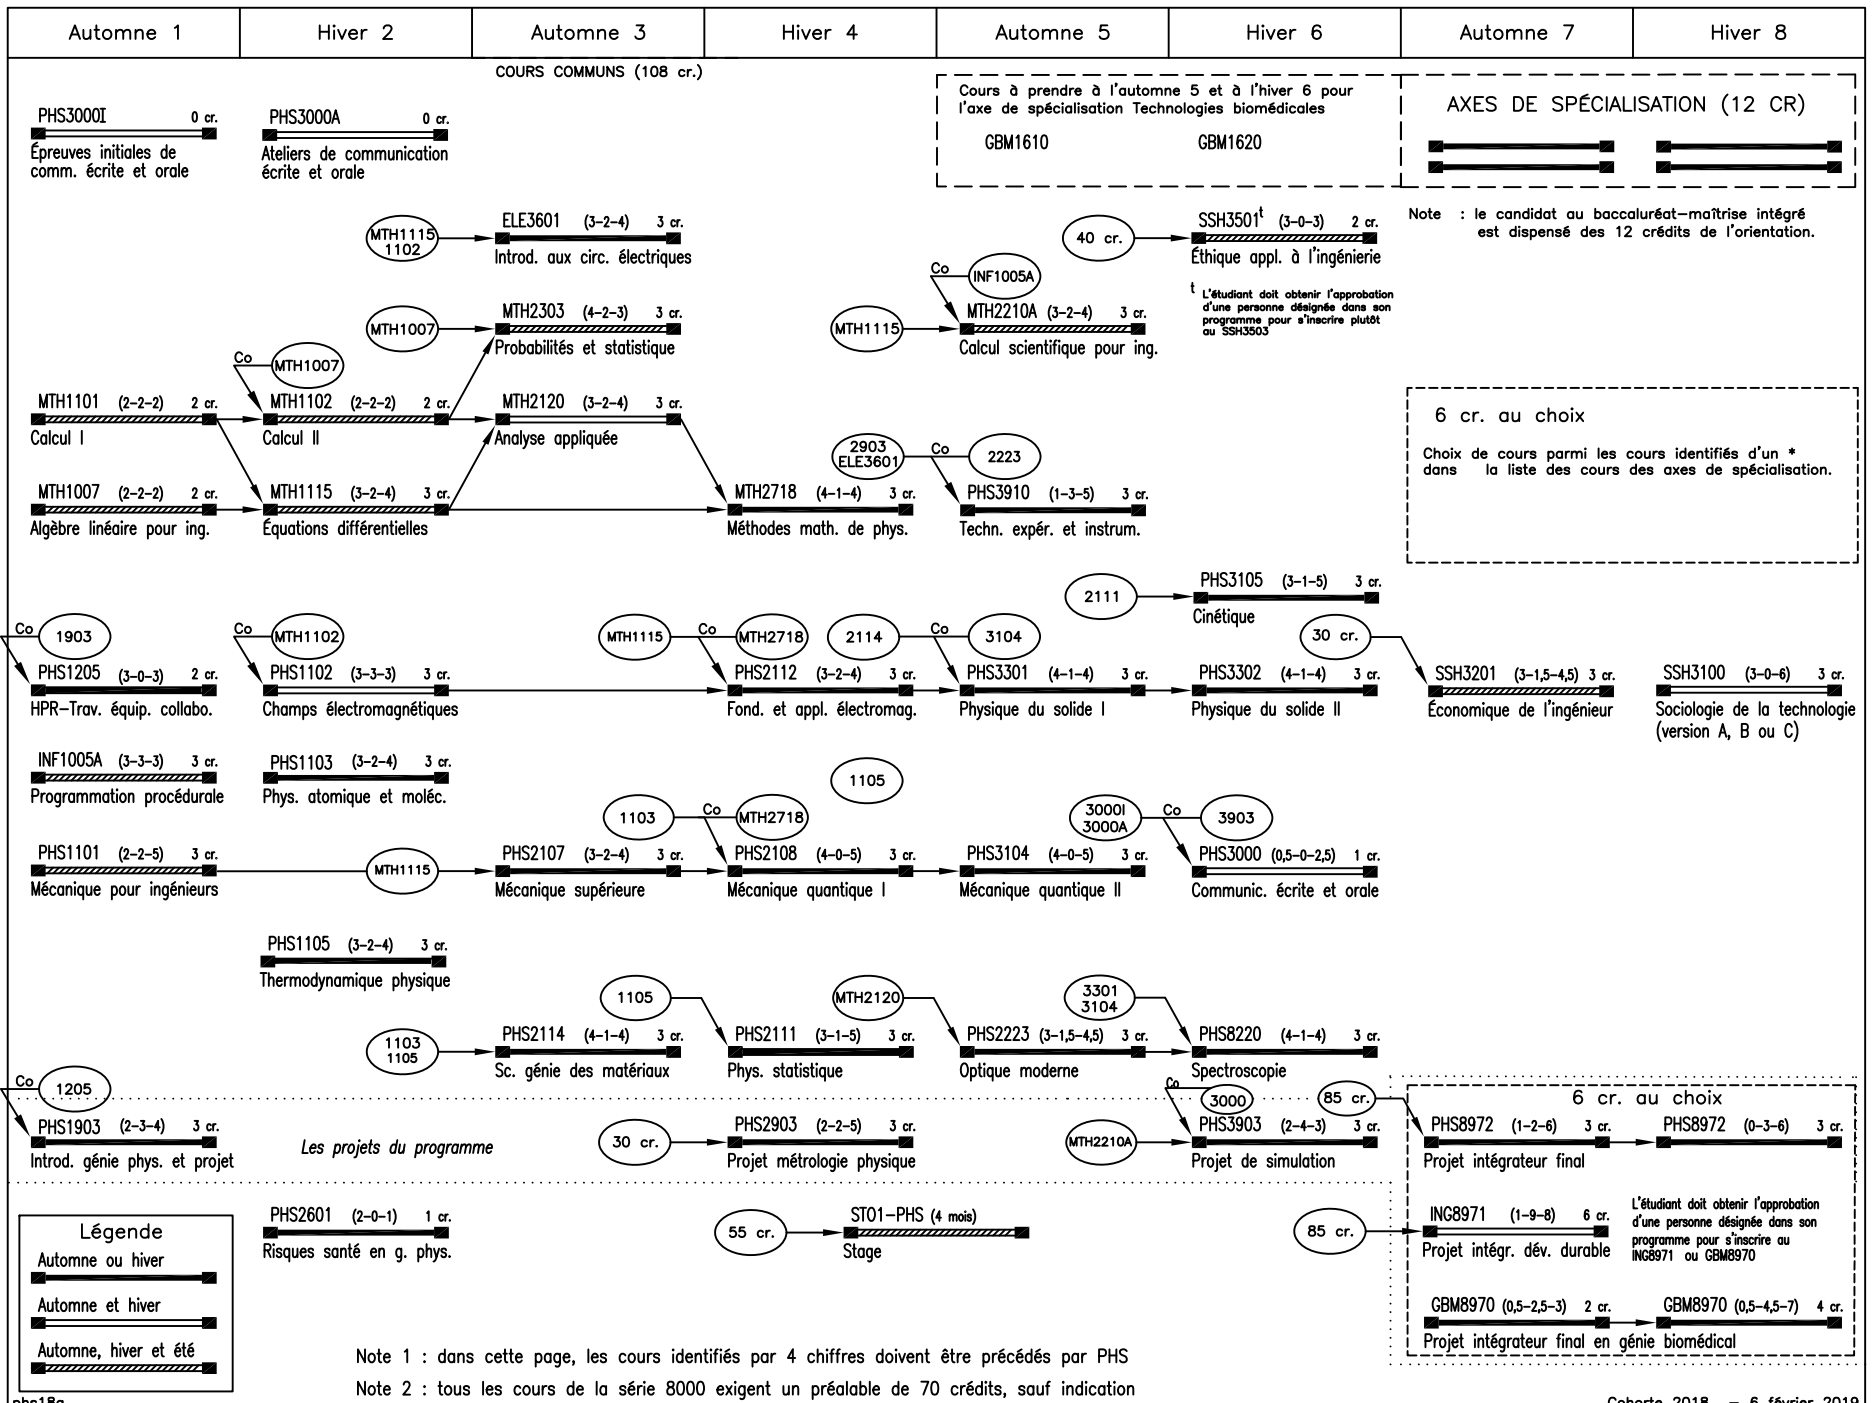 Automne 1
Hiver 2
Automne 3
Hiver 4
Automne 5
Hiver 6
Automne 7
Hiver 8
COURS COMMUNS (108 cr.)
Cours à prendre à l'automne 5 et à l'hiver 6 pour
l'axe de spécialisation Technologies biomédicales
GBM1610
GBM1620
AXES DE SPÉCIALISATION (12 CR)
Note : le candidat au baccaluréat-maîtrise intégré
est dispensé des 12 crédits de l'orientation.
PHS3000I 0 cr.
Épreuves initiales de
comm. écrite et orale
PHS3000A 0 cr.
Ateliers de communication
écrite et orale
MTH1115
1102
ELE3601 (3-2-4) 3 cr.
Introd. aux circ. électriques
40 cr.
SSH3501t (3-0-3) 2 cr.
Éthique appl. à l'ingénierie
t L'étudiant doit obtenir l'approbation
d'une personne désignée dans son
programme pour s'inscrire plutôt
au SSH3503
MTH1007
MTH2303 (4-2-3) 3 cr.
Probabilités et statistique
MTH1115
Co
INF1005A
MTH2210A (3-2-4) 3 cr.
Calcul scientifique pour ing.
MTH1101 (2-2-2) 2 cr.
Calcul I
Co
MTH1007
MTH1102 (2-2-2) 2 cr.
Calcul II
MTH2120 (3-2-4) 3 cr.
Analyse appliquée
6 cr. au choix
Choix de cours parmi les cours identifiés d'un *
dans la liste des cours des axes de spécialisation.
MTH1007 (2-2-2) 2 cr.
Algèbre linéaire pour ing.
MTH1115 (3-2-4) 3 cr.
Équations différentielles
MTH2718 (4-1-4) 3 cr.
Méthodes math. de phys.
2903
ELE3601
Co
2223
PHS3910 (1-3-5) 3 cr.
Techn. expér. et instrum.
2111
PHS3105 (3-1-5) 3 cr.
Cinétique
Co
1903
PHS1205 (3-0-3) 2 cr.
HPR-Trav. équip. collabo.
Co
MTH1102
PHS1102 (3-3-3) 3 cr.
Champs électromagnétiques
MTH1115
Co
MTH2718
PHS2112 (3-2-4) 3 cr.
Fond. et appl. électromag.
2114
Co
3104
PHS3301 (4-1-4) 3 cr.
Physique du solide I
PHS3302 (4-1-4) 3 cr.
Physique du solide II
30 cr.
SSH3201 (3-1,5-4,5) 3 cr.
Économique de l'ingénieur
SSH3100 (3-0-6) 3 cr.
Sociologie de la technologie
(version A, B ou C)
INF1005A (3-3-3) 3 cr.
Programmation procédurale
PHS1103 (3-2-4) 3 cr.
Phys. atomique et moléc.
1105
PHS1101 (2-2-5) 3 cr.
Mécanique pour ingénieurs
MTH1115
PHS2107 (3-2-4) 3 cr.
Mécanique supérieure
1103
Co
MTH2718
PHS2108 (4-0-5) 3 cr.
Mécanique quantique I
PHS3104 (4-0-5) 3 cr.
Mécanique quantique II
3000I
3000A
Co
3903
PHS3000 (0,5-0-2,5) 1 cr.
Communic. écrite et orale
PHS1105 (3-2-4) 3 cr.
Thermodynamique physique
1103
1105
PHS2114 (4-1-4) 3 cr.
Sc. génie des matériaux
1105
PHS2111 (3-1-5) 3 cr.
Phys. statistique
MTH2120
PHS2223 (3-1,5-4,5) 3 cr.
Optique moderne
3301
3104
PHS8220 (4-1-4) 3 cr.
Spectroscopie
Co
1205
PHS1903 (2-3-4) 3 cr.
Introd. génie phys. et projet
Les projets du programme
30 cr.
PHS2903 (2-2-5) 3 cr.
Projet métrologie physique
MTH2210A
Co
3000
PHS3903 (2-4-3) 3 cr.
Projet de simulation
85 cr.
6 cr. au choix
PHS8972 (1-2-6) 3 cr.
Projet intégrateur final
PHS8972 (0-3-6) 3 cr.
PHS2601 (2-0-1) 1 cr.
Risques santé en g. phys.
55 cr.
ST01-PHS (4 mois)
Stage
85 cr.
ING8971 (1-9-8) 6 cr.
Projet intégr. dév. durable
L'étudiant doit obtenir l'approbation
d'une personne désignée dans son
programme pour s'inscrire au
ING8971 ou GBM8970
GBM8970 (0,5-2,5-3) 2 cr.
GBM8970 (0,5-4,5-7) 4 cr.
Projet intégrateur final en génie biomédical
Légende
Automne ou hiver
Automne et hiver
Automne, hiver et été
Note 1 : dans cette page, les cours identifiés par 4 chiffres doivent être précédés par PHS
Note 2 : tous les cours de la série 8000 exigent un préalable de 70 crédits, sauf indication
phs18a
Cohorte 2018 - 6 février 2019